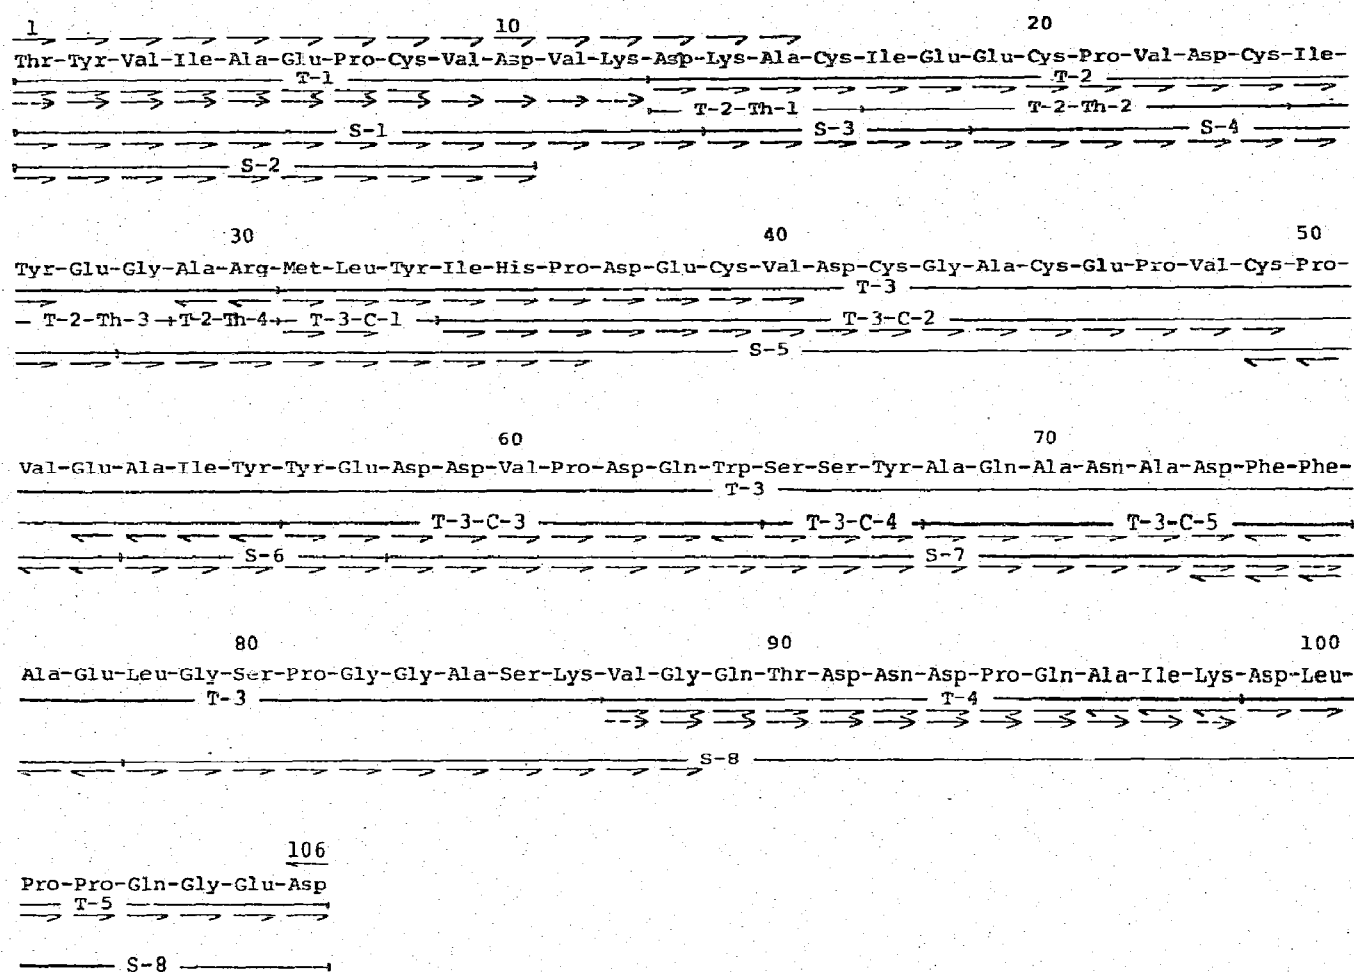 1 10 20
Thr-Tyr-Val-Ile-Ala-Glu-Pro-Cys-Val-Asp-Val-Lys-Asp-Lys-Ala-Cys-Ile-Glu-Glu-Cys-Pro-Val-Asp-Cys-Ile-
T-1 T-2
T-2-Th-1 T-2-Th-2
S-1 S-3 S-4
S-2
30 40 50
Tyr-Glu-Gly-Ala-Arg-Met-Leu-Tyr-Ile-His-Pro-Asp-Glu-Cys-Val-Asp-Cys-Gly-Ala-Cys-Glu-Pro-Val-Cys-Pro-
T-3
T-2-Th-3 T-2-Th-4 T-3-C-1 T-3-C-2
S-5
60 70
Val-Glu-Ala-Ile-Tyr-Tyr-Glu-Asp-Asp-Val-Pro-Asp-Gln-Trp-Ser-Ser-Tyr-Ala-Gln-Ala-Asn-Ala-Asp-Phe-Phe-
T-3
T-3-C-3 T-3-C-4 T-3-C-5
S-6 S-7
80 90 100
Ala-Glu-Leu-Gly-Ser-Pro-Gly-Gly-Ala-Ser-Lys-Val-Gly-Gln-Thr-Asp-Asn-Asp-Pro-Gln-Ala-Ile-Lys-Asp-Leu-
T-3 T-4
S-8
106
Pro-Pro-Gln-Gly-Glu-Asp
T-5
S-8